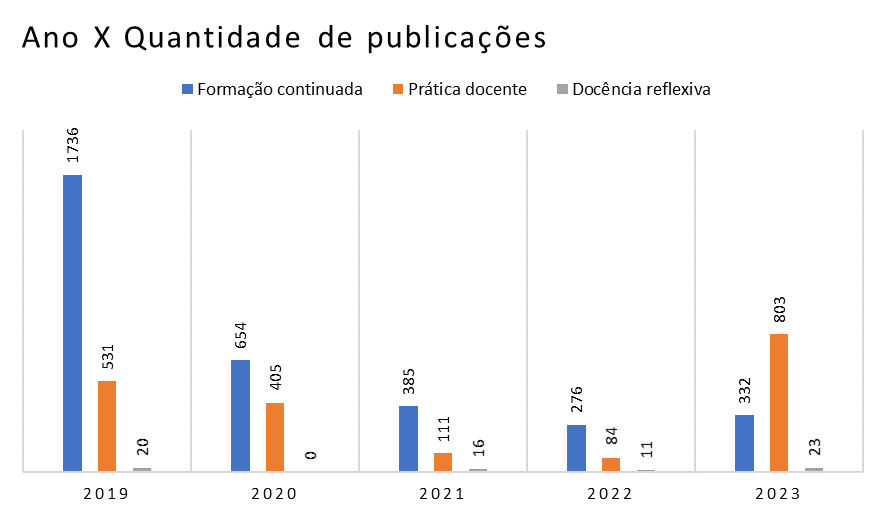 Ano X Quantidade de publicações
Formação continuada Prática docente Docência reflexiva
1736 531 20 654 405 0 385 111 16 276 84 11 332 803 23
2019 2020 2021 2022 2023